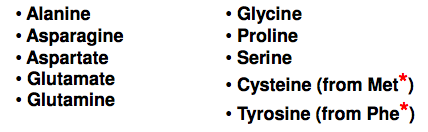 • Alanine
• Asparagine
• Aspartate
• Glutamate
• Glutamine
• Glycine
• Proline
• Serine
• Cysteine (from Met*)
• Tyrosine (from Phe*)